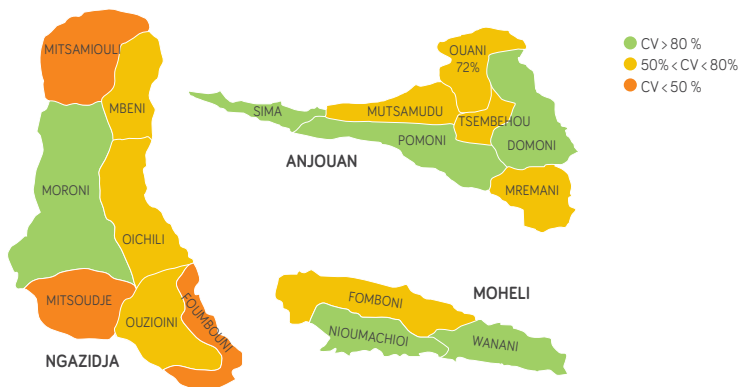 MITSAMIOULI
MBENI
MORONI
OICHILI
MITSOUDJE
OUZIOINI
FOUMBOUNI
NGAZIDJA
OUANI
72%
SIMA
MUTSAMUDU
TSEMBEHOU
POMONI
DOMONI
ANJOUAN
MREMANI
MOHELI
FOMBONI
NIOUMACHIOI
WANANI
CV > 80 %
50% < CV < 80%
CV < 50 %